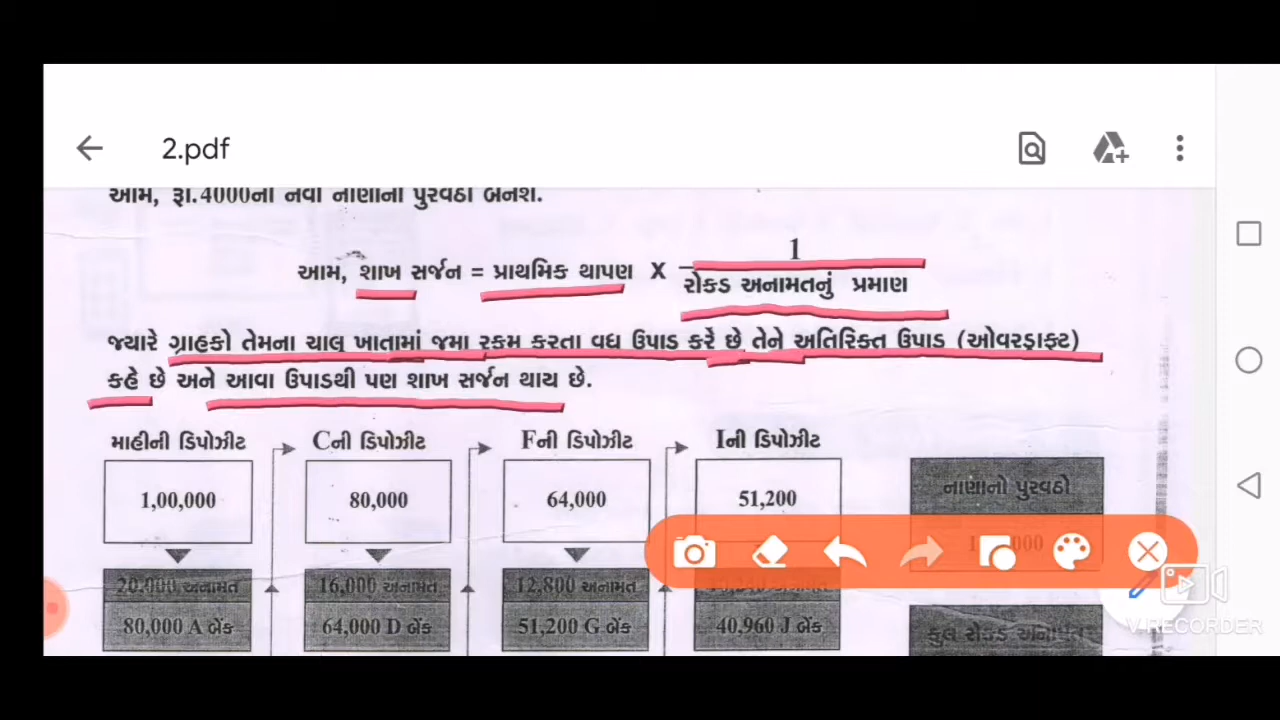 2.pdf
આમ, રૂા.4000ના નવા નાણાંના પુરવઠો બનશે.
1
આમ, શાખ સર્જન = પ્રાથમિક થાપણ X
રોકડ અનામતનું પ્રમાણ
જ્યારે ગ્રાહકો તેમના ચાલુ ખાતામાં જમા રકમ કરતા વધ ઉપાડ કરે છે તેને અતિરિક્ત ઉપાડ (ઓવરડ્રાફ્ટ)
કહે છે અને આવા ઉપાડથી પણ શાખ સર્જન થાય છે.
માહીની ડિપોઝીટ Cની ડિપોઝીટ Fની ડિપોઝીટ Iની ડિપોઝીટ
1,00,000 80,000 64,000 51,200 નાણાનો પુરવઠો
20,000 અનામત 16,000 અનામત 12,800 અનામત
80,000 A બેંક 64,000 D બેંક 51,200 G બેંક 40,960 J બેંક કુલ રોકડ
V.RECORDER